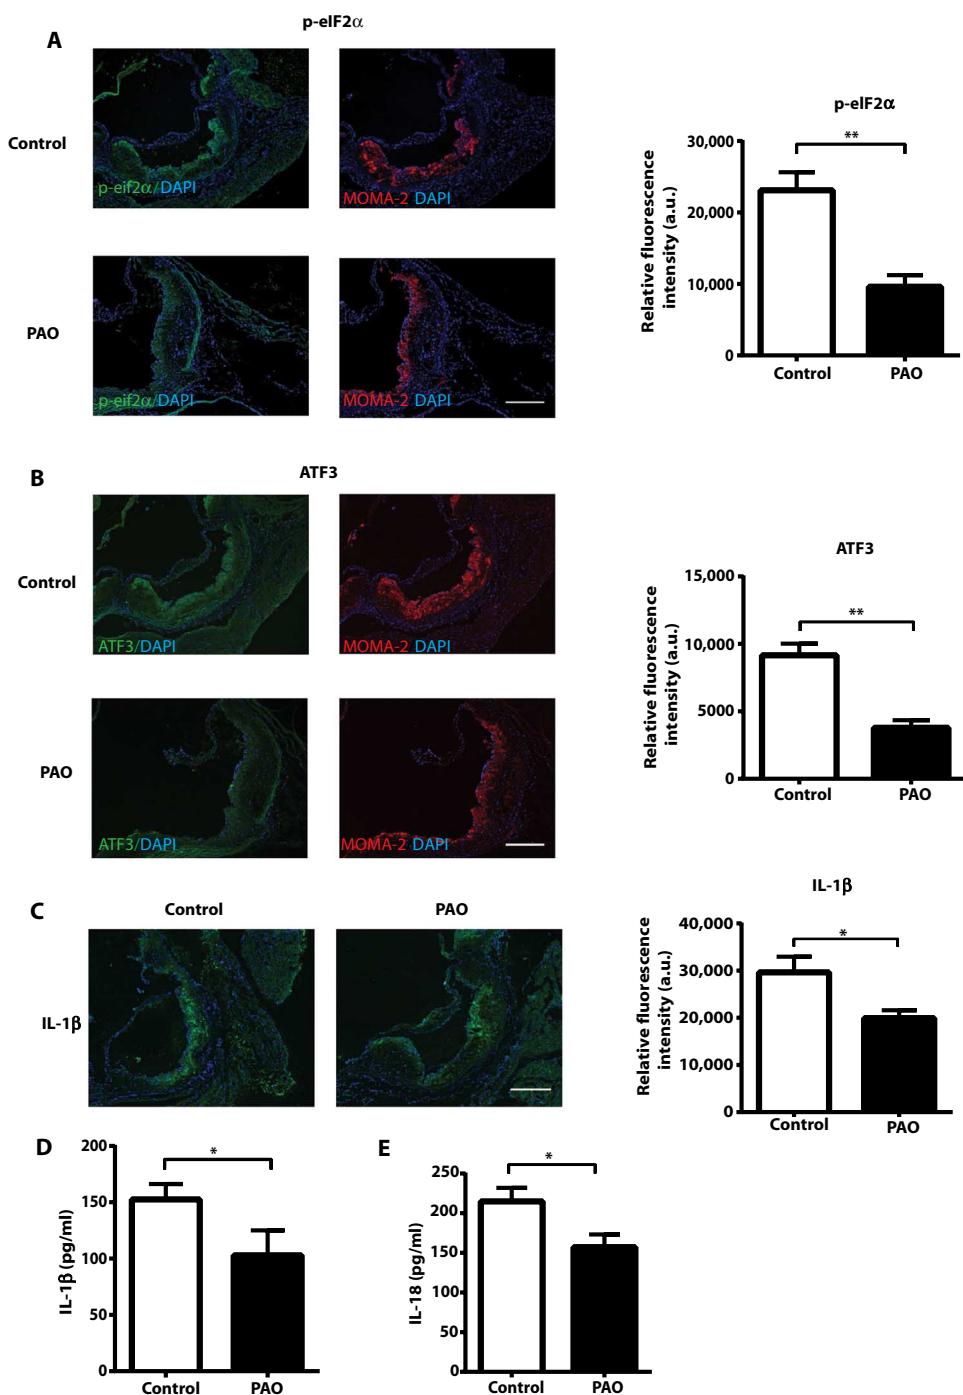 p-eIF2α
A
Control
p-eif2α/DAPI
MOMA-2 DAPI
PAO
p-eif2α/DAPI
MOMA-2 DAPI
p-eIF2α
Relative fluorescence
intensity (a.u.)
30,000
20,000
10,000
0
**
Control PAO
B
ATF3
Control
ATF3/DAPI
MOMA-2 DAPI
PAO
ATF3/DAPI
MOMA-2 DAPI
ATF3
Relative fluorescence
intensity (a.u.)
15,000
10,000
5000
0
**
Control PAO
C
Control PAO
IL-1β
IL-1β
Relative fluorescence
intensity (a.u.)
40,000
30,000
20,000
10,000
0
*
Control PAO
D
IL-1β (pg/ml)
200
150
100
50
0
*
Control PAO
E
IL-18 (pg/ml)
250
200
150
100
50
0
*
Control PAO